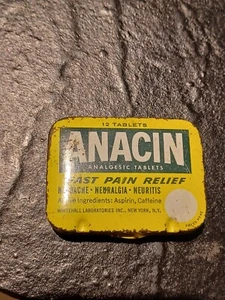 12 TABLETS
ANACIN
ANALGESIC TABLETS
FAST PAIN RELIEF
HEADACHE • NEURALGIA • NEURITIS
Active Ingredients: Aspirin, Caffeine
WHITEHALL LABORATORIES INC., NEW YORK, N.Y.